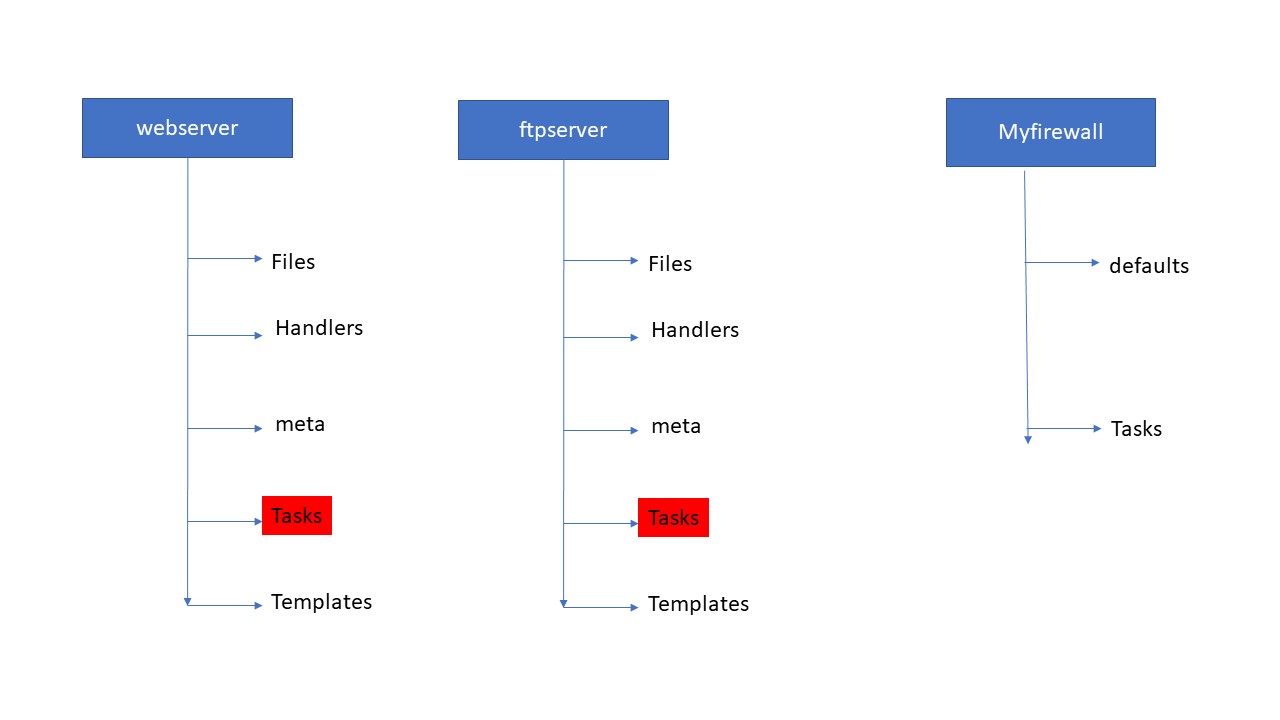 webserver
Files
Handlers
meta
Tasks
Templates
ftpserver
Files
Handlers
meta
Tasks
Templates
Myfirewall
defaults
Tasks